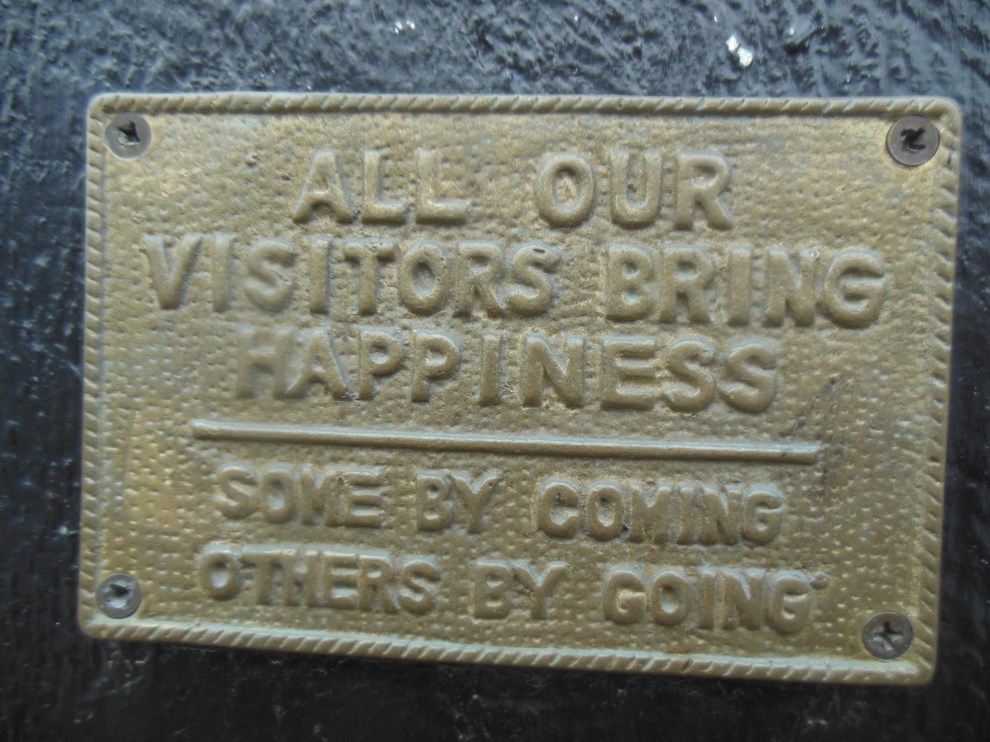 ALL OUR
VISITORS BRING
HAPPINESS
SOME BY COMING
OTHERS BY GOING